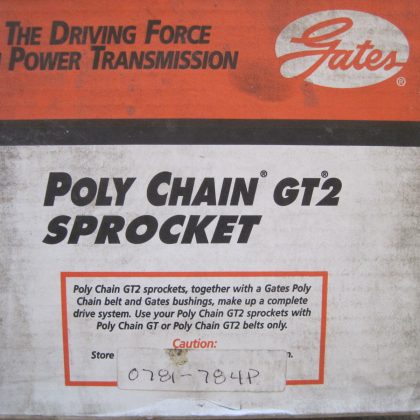 THE DRIVING FORCE
POWER TRANSMISSION
Gates®
POLY CHAIN® GT®2
SPROCKET
Poly Chain GT2 sprockets, together with a Gates Poly
Chain belt and Gates bushings, make up a complete
drive system. Use your Poly Chain GT2 sprockets with
Poly Chain GT or Poly Chain GT2 belts only.
Caution:
Store
0781-784P